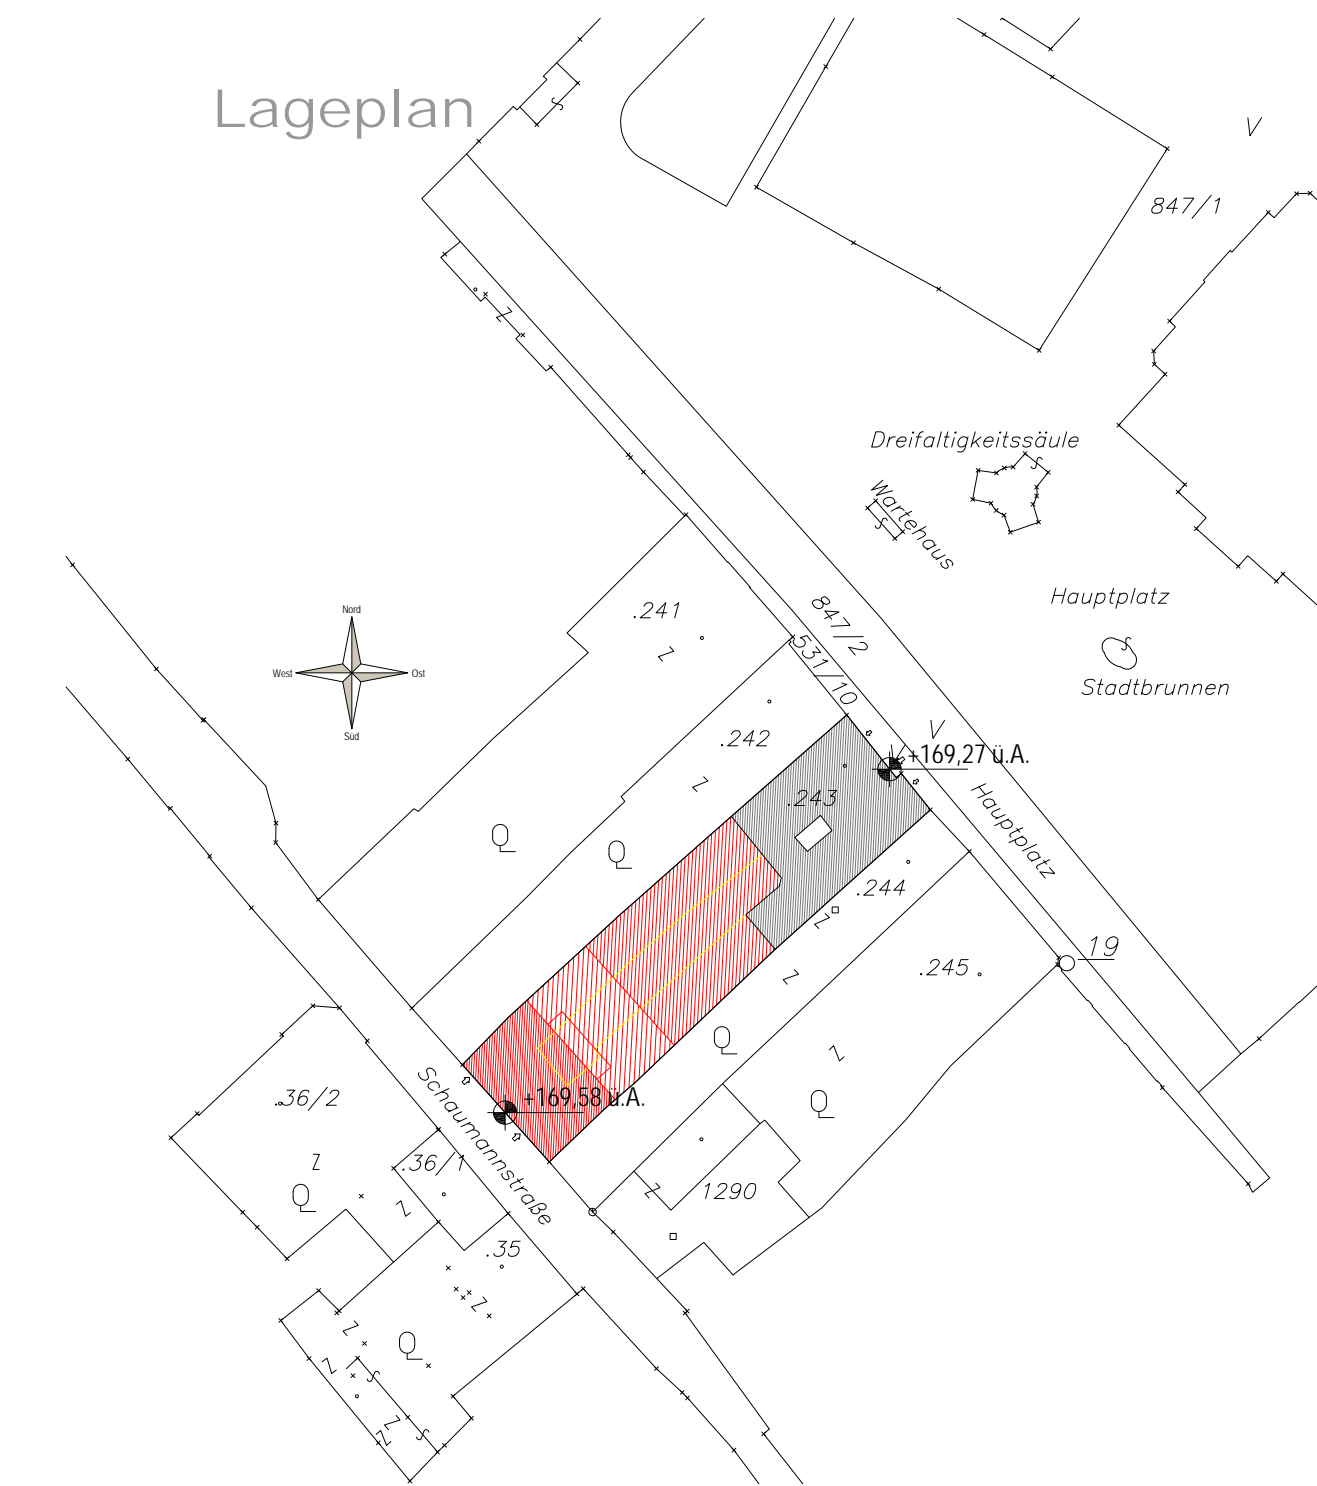 Lageplan
V
847/1
Z
Dreifaltigkeitssäule
Wartehaus
Hauptplatz
Stadtbrunnen
Nord
West
Ost
Süd
.241
Z
847/2
531/10
.242
Z
V
+169,27 ü.A.
.243
Hauptplatz
Q
Q
.244
Z
19
.245
Z
Q
Z
Q
Schaumannstraße
+169,58 ü.A.
.36/2
Z
Q
.36/1
Z
Z
1290
.35
Z
Q
Z
Z
Z
Z